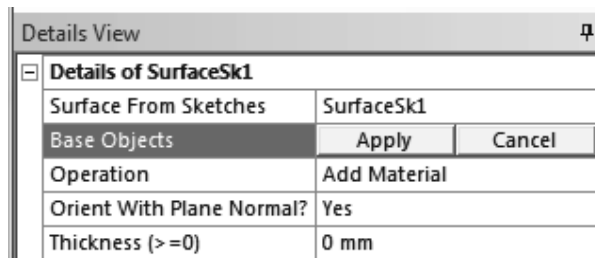 Details View
Details of SurfaceSk1
Surface From Sketches SurfaceSk1
Base Objects Apply Cancel
Operation Add Material
Orient With Plane Normal? Yes
Thickness (>=0) 0 mm